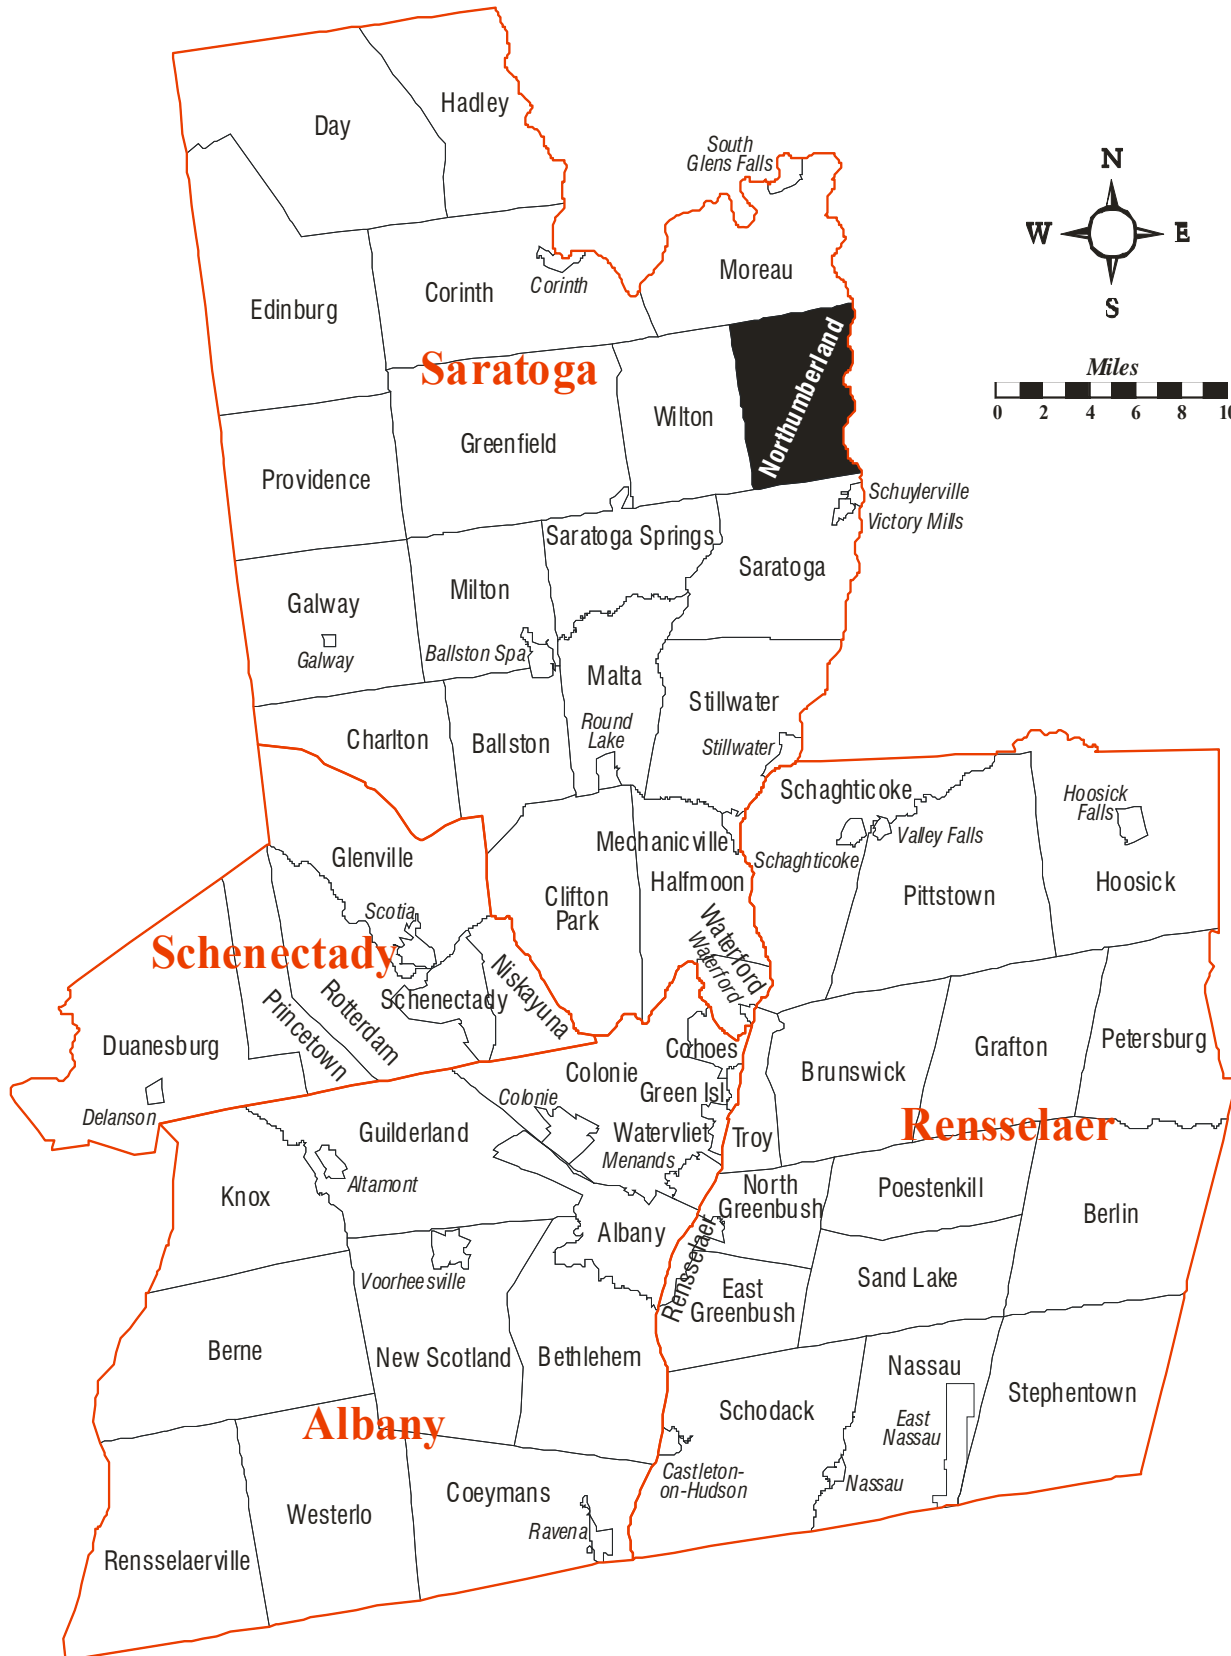 Hadley
Day
South
Glens Falls
N
W
E
S
Moreau
Corinth
Corinth
Edinburg
Northumberland
Miles
0 2 4 6 8 10
Saratoga
Wilton
Greenfield
Providence
Schuylerville
Victory Mills
Saratoga Springs
Saratoga
Milton
Galway
Galway
Ballston Spa
Malta
Stillwater
Round
Lake
Stillwater
Charlton
Ballston
Schaghticoke
Hoosick
Falls
Mechanicville
Valley Falls
Schaghticoke
Glenville
Halfmoon
Hoosick
Pittstown
Clifton
Park
Scotia
Waterford
Waterford
Schenectady
Niskayuna
Schenectady
Rotterdam
Princetown
Duanesburg
Delanson
Cohoes
Colonie
Green Isl.
Colonie
Brunswick
Grafton
Petersburg
Rensselaer
Guilderland
Watervliet
Menands
Troy
Altamont
Knox
North
Greenbush
Poestenkill
Berlin
Albany
Rensselaer
Voorheesville
Sand Lake
East
Greenbush
Berne
New Scotland
Bethlehem
Nassau
Stephentown
Schodack
East
Nassau
Albany
Castleton-
on-Hudson
Nassau
Coeymans
Westerlo
Ravena
Rensselaerville